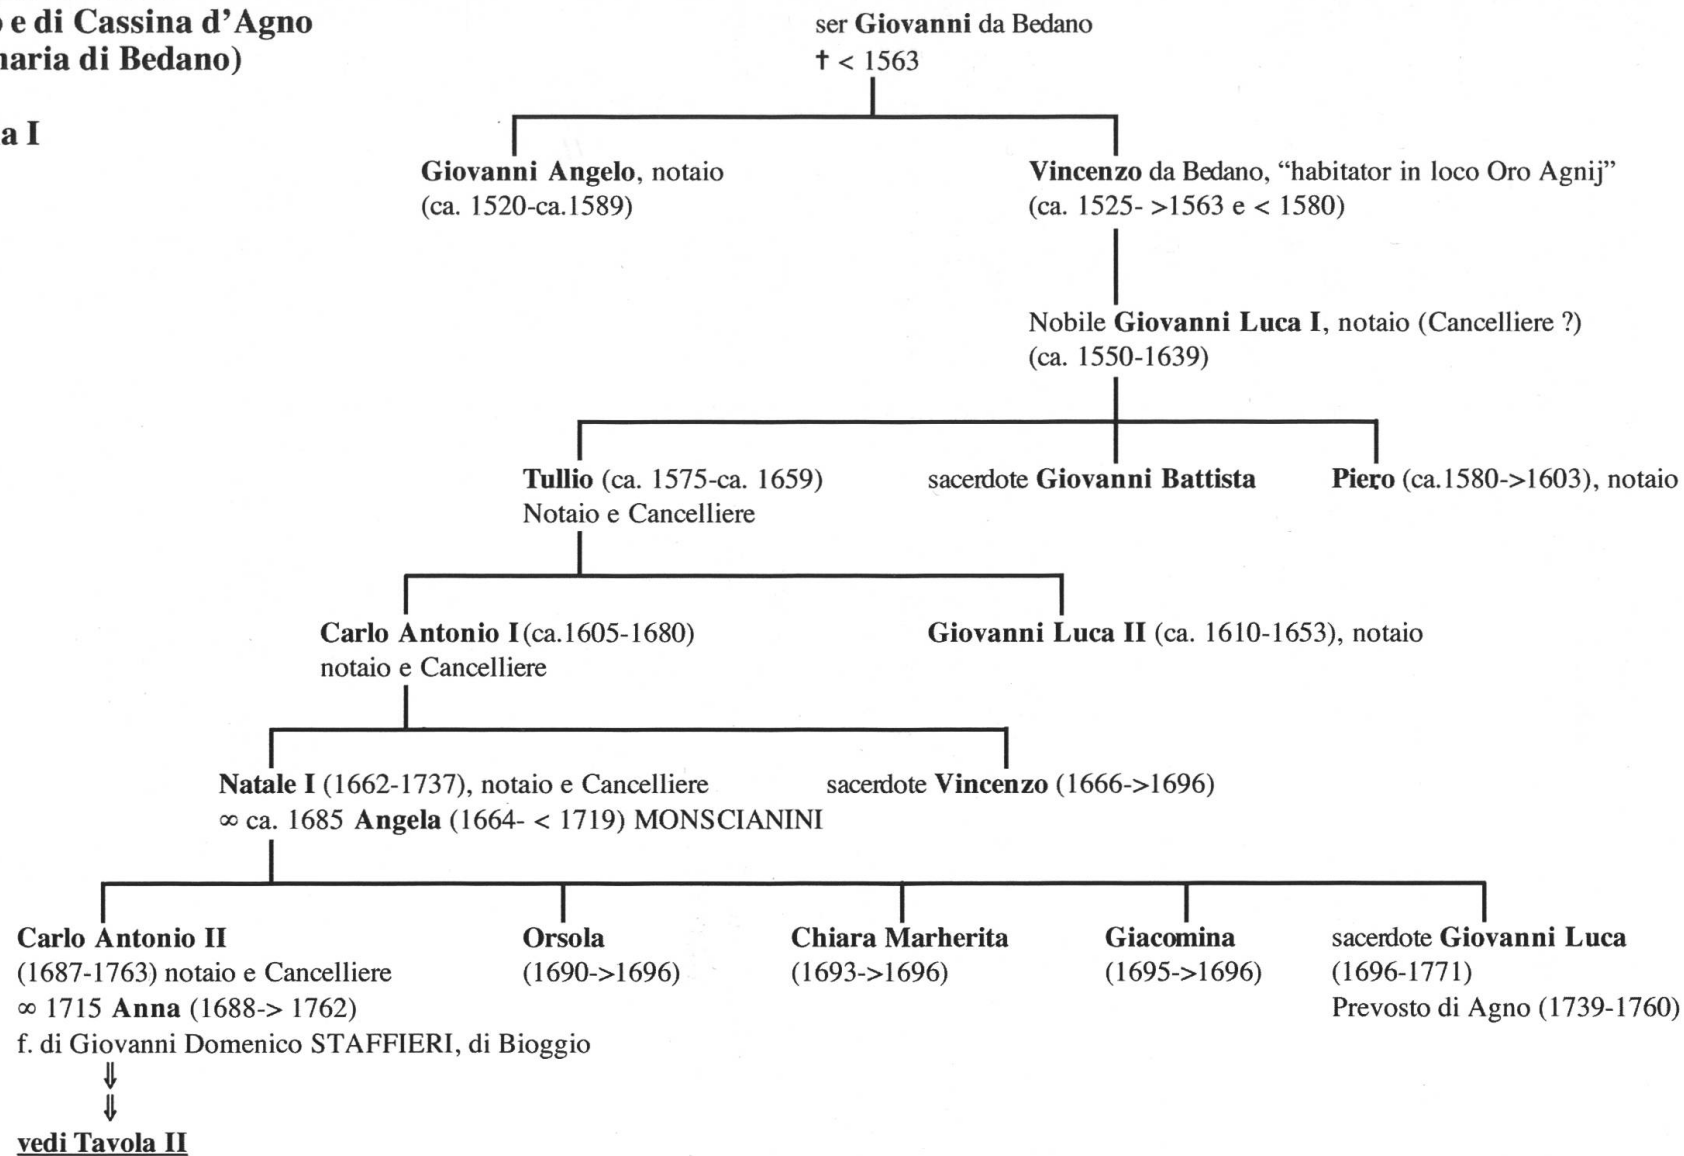 e di Cassina d'Agno
di Bedano)
I
ser Giovanni da Bedano
† < 1563
Giovanni Angelo, notaio
(ca. 1520-ca.1589)
Vincenzo da Bedano, “habitator in loco Oro Agnij”
(ca. 1525- >1563 e < 1580)
Nobile Giovanni Luca I, notaio (Cancelliere ?)
(ca. 1550-1639)
Tullio (ca. 1575-ca. 1659)
Notaio e Cancelliere
sacerdote Giovanni Battista
Piero (ca.1580->1603), notaio
Carlo Antonio I (ca.1605-1680)
notaio e Cancelliere
Giovanni Luca II (ca. 1610-1653), notaio
Natale I (1662-1737), notaio e Cancelliere
∞ ca. 1685 Angela (1664- < 1719) MONSCIANINI
sacerdote Vincenzo (1666->1696)
Carlo Antonio II
(1687-1763) notaio e Cancelliere
∞ 1715 Anna (1688-> 1762)
f. di Giovanni Domenico STAFFIERI, di Bioggio
⇓
⇓
vedi Tavola II
Orsola
(1690->1696)
Chiara Marherita
(1693->1696)
Giacomina
(1695->1696)
sacerdote Giovanni Luca
(1696-1771)
Prevosto di Agno (1739-1760)